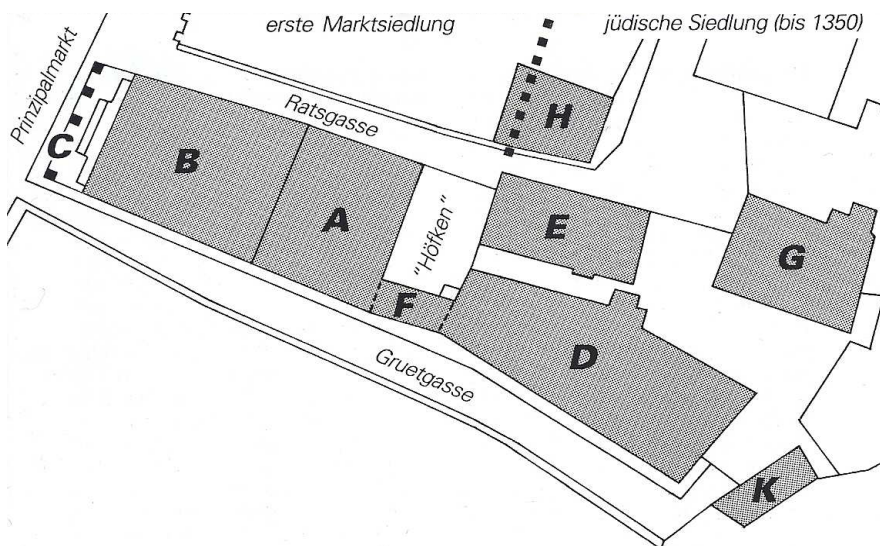 erste Marktsiedlung
jüdische Siedlung (bis 1350)
Prinzipalmarkt
Ratsgasse
H
C
B
A
"Höfken"
E
G
F
D
Gruetgasse
K